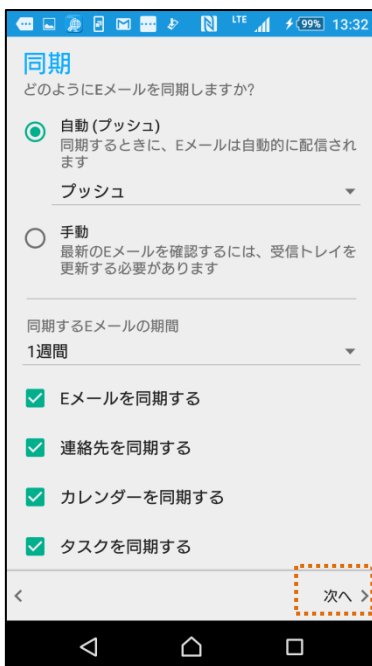 LTE 99% 13:32
同期
どのようにEメールを同期しますか?
自動 (プッシュ)
同期するときに、Eメールは自動的に配信され
ます
プッシュ
手動
最新のEメールを確認するには、受信トレイを
更新する必要があります
同期するEメールの期間
1週間
Eメールを同期する
連絡先を同期する
カレンダーを同期する
タスクを同期する
次へ